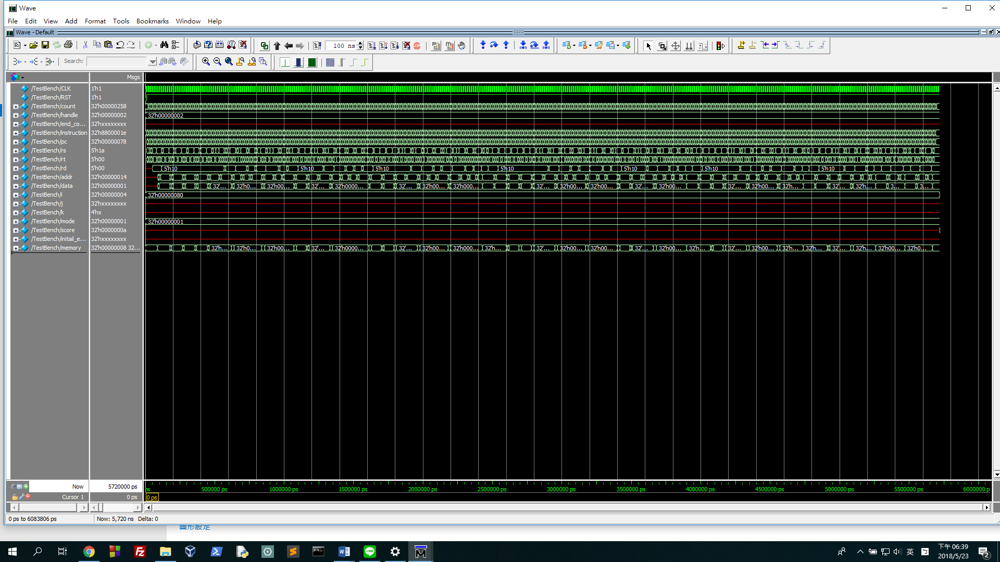 Wave
File Edit View Add Format Tools Bookmarks Window Help
Wave - Default
100 ns
Search:
Msgs
/TestBench/CLK 1'h1
/TestBench/RST 1'h1
/TestBench/count 32'h00000258
/TestBench/handle 32'h00000002 32'h00000002
/TestBench/end_co... 32'hxxxxxxxx
/TestBench/instruction 32'h8800001e
/TestBench/pc 32'h00000078
/TestBench/rs 5'h1a
/TestBench/rt 5'h00
/TestBench/rd 5'h00 5'h10 5'h10 5'h10 5'h10 5'h10 5'h10 5'h10
/TestBench/addr 32'h00000014
/TestBench/data 32'h00000001 32'... 32'h0... 32'h00... 32'... 32'h0000... 32'... 32'h00... 32'h000... 32'... 32'h00... 32'h00... 32'... 32'h00... 32'... 32'h00... 32'h... 32'... 32'h... 3... 3...
/TestBench/i 32'h00000004 32'h00000080
/TestBench/j 32'hxxxxxxxx
/TestBench/k 4'hx
/TestBench/mode 32'h00000001 32'h00000001
/TestBench/score 32'h0000000a
/TestBench/initail_e... 32'hxxxxxxxx
/TestBench/memory 32'h00000008 32... 32'h... 32'h0... 32'h00... 32'... 32'h0000... 32'... 32'h00... 32'h000... 32'h... 32'... 32'h00... 32'h00... 32'... 32'h00... 32'h... 32'... 32'h00... 32'h... 32'h... 32'... 32'h... 32'h00... 32'h0...
Now 5720000 ps
ps 500000 ps 1000000 ps 1500000 ps 2000000 ps 2500000 ps 3000000 ps 3500000 ps 4000000 ps 4500000 ps 5000000 ps 5500000 ps 6000000 p
Cursor 1 0 ps 0 ps
0 ps to 6083806 ps Now: 5,720 ns Delta: 0
圖形設定
英
下午 06:39
2018/5/23
2